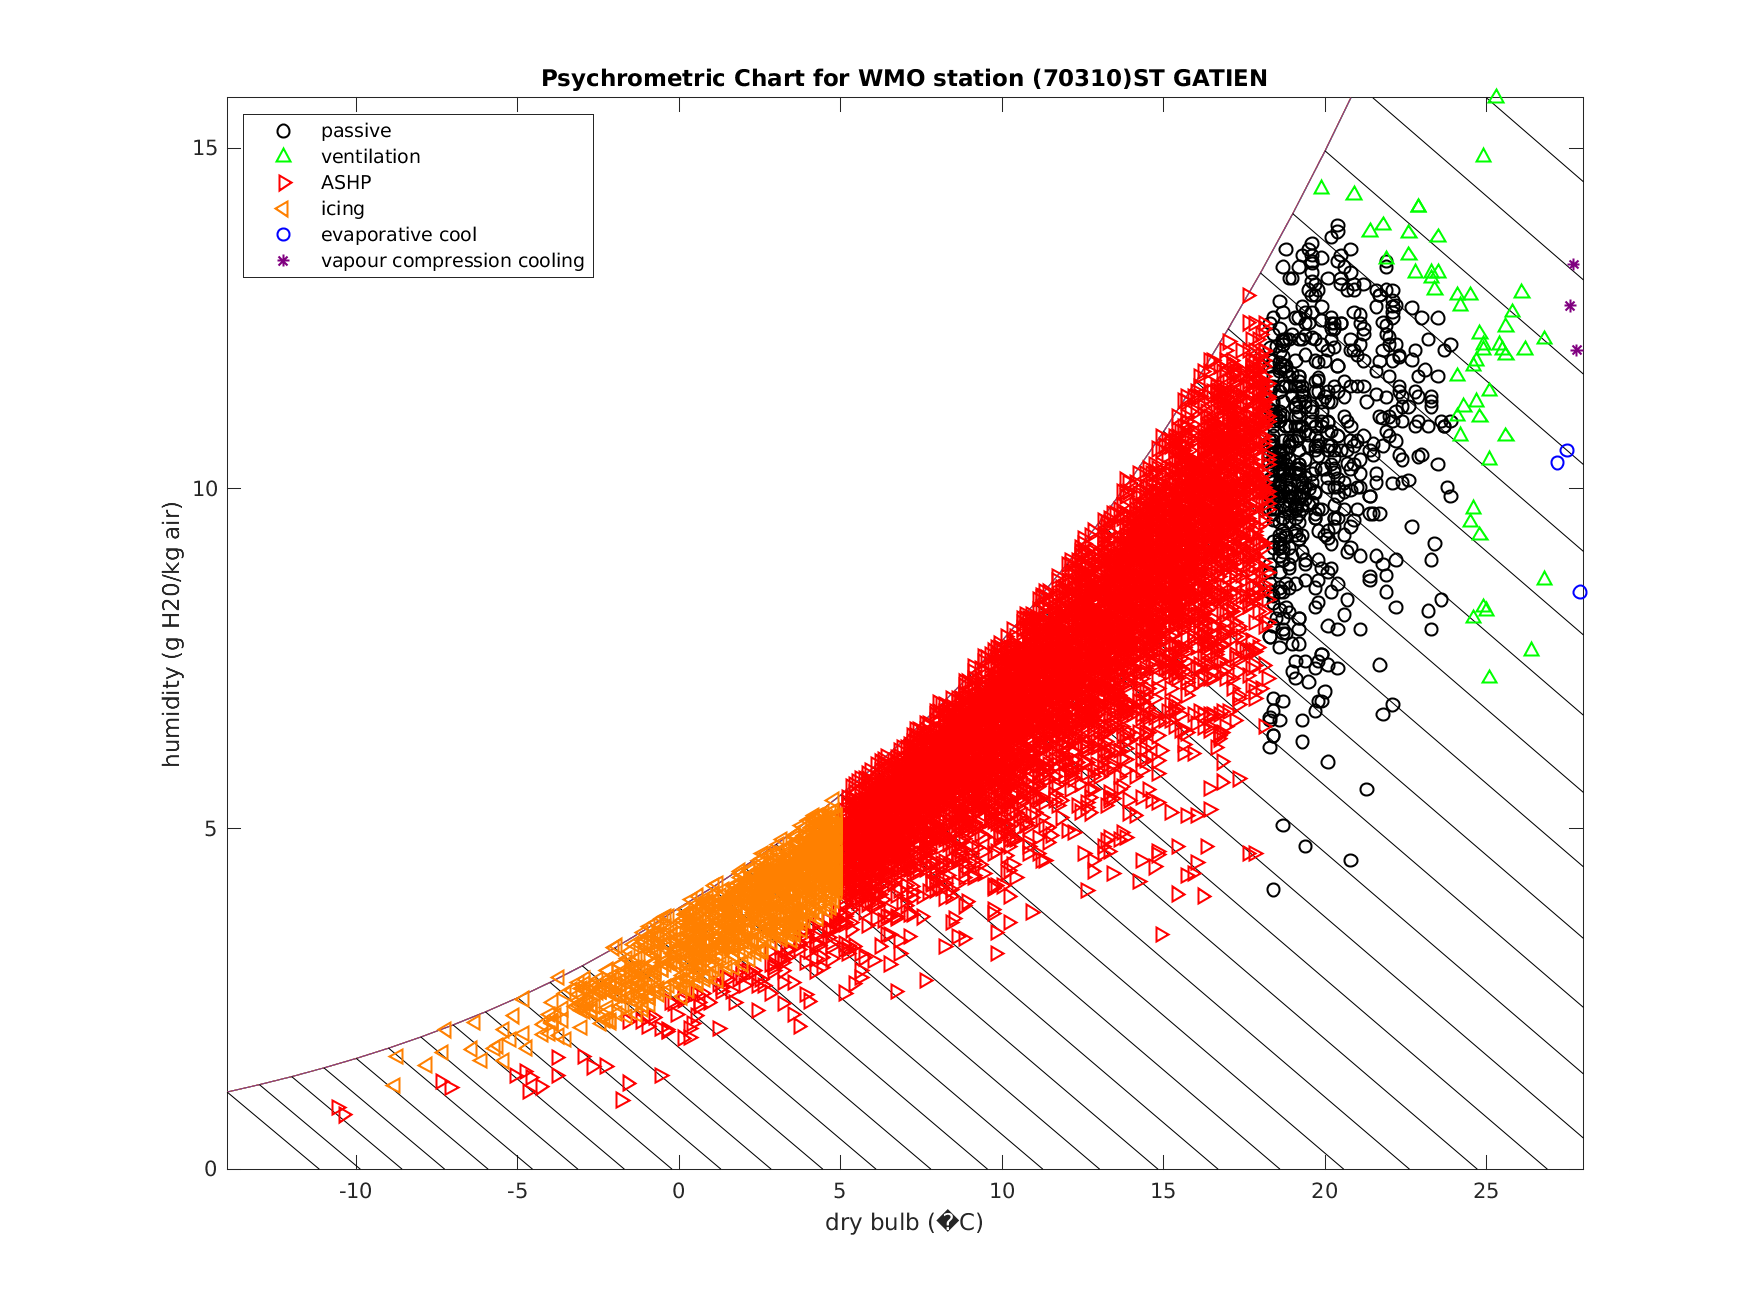 Psychrometric Chart for WMO station (70310)ST GATIEN
passive
ventilation
ASHP
icing
evaporative cool
vapour compression cooling
15
10
5
0
humidity (g H20/kg air)
-10 -5 0 5 10 15 20 25
dry bulb (�C)